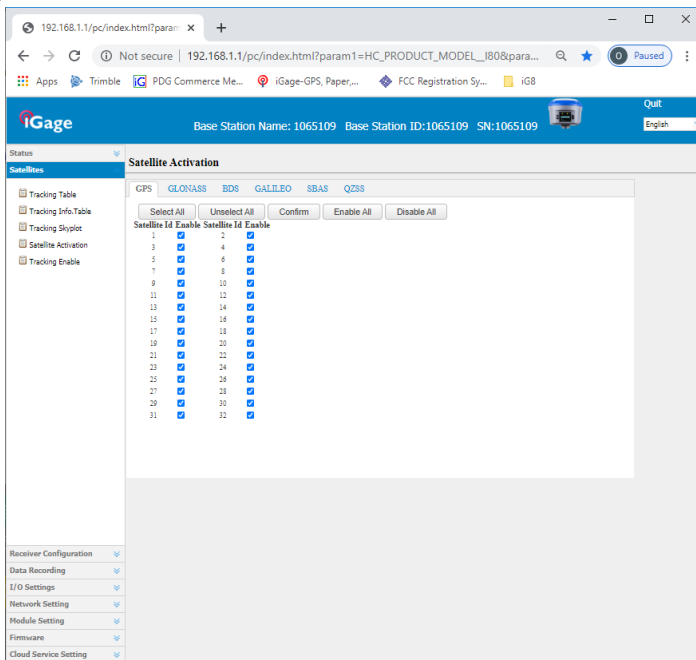 192.168.1.1/pc/index.html?param
Not secure | 192.168.1.1/pc/index.html?param1=HC_PRODUCT_MODEL__I80&para...
Paused
Apps Trimble iG PDG Commerce Me... iGage-GPS, Paper,... FCC Registration Sy... iG8
iGage
Base Station Name: 1065109 Base Station ID:1065109 SN:1065109
Quit
English
Status
Satellites
Tracking Table
Tracking Info.Table
Tracking Skyplot
Satellite Activation
Tracking Enable
Receiver Configuration
Data Recording
I/O Settings
Network Setting
Module Setting
Firmware
Cloud Service Setting
Satellite Activation
GPS GLONASS BDS GALILEO SBAS QZSS
Select All Unselect All Confirm Enable All Disable All
Satellite Id Enable Satellite Id Enable
1 2
3 4
5 6
7 8
9 10
11 12
13 14
15 16
17 18
19 20
21 22
23 24
25 26
27 28
29 30
31 32